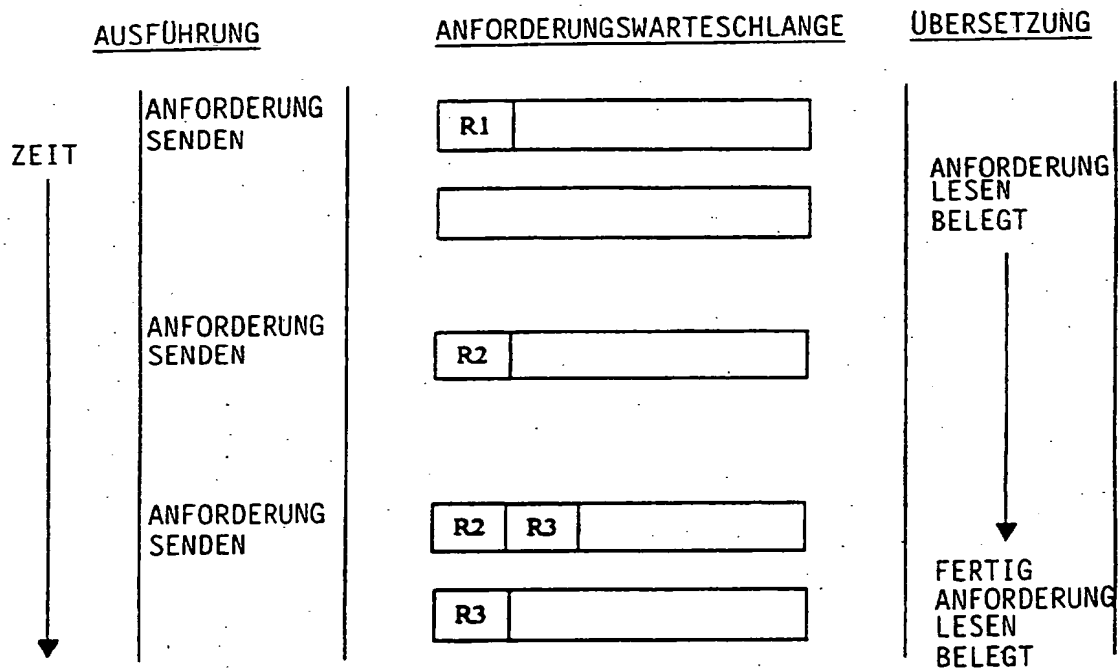 AUSFÜHRUNG
ANFORDERUNGSWARTESCHLANGE
ÜBERSETZUNG
ZEIT
ANFORDERUNG
SENDEN
R1
ANFORDERUNG
LESEN
BELEGT
ANFORDERUNG
SENDEN
R2
ANFORDERUNG
SENDEN
R2 R3
R3
FERTIG
ANFORDERUNG
LESEN
BELEGT